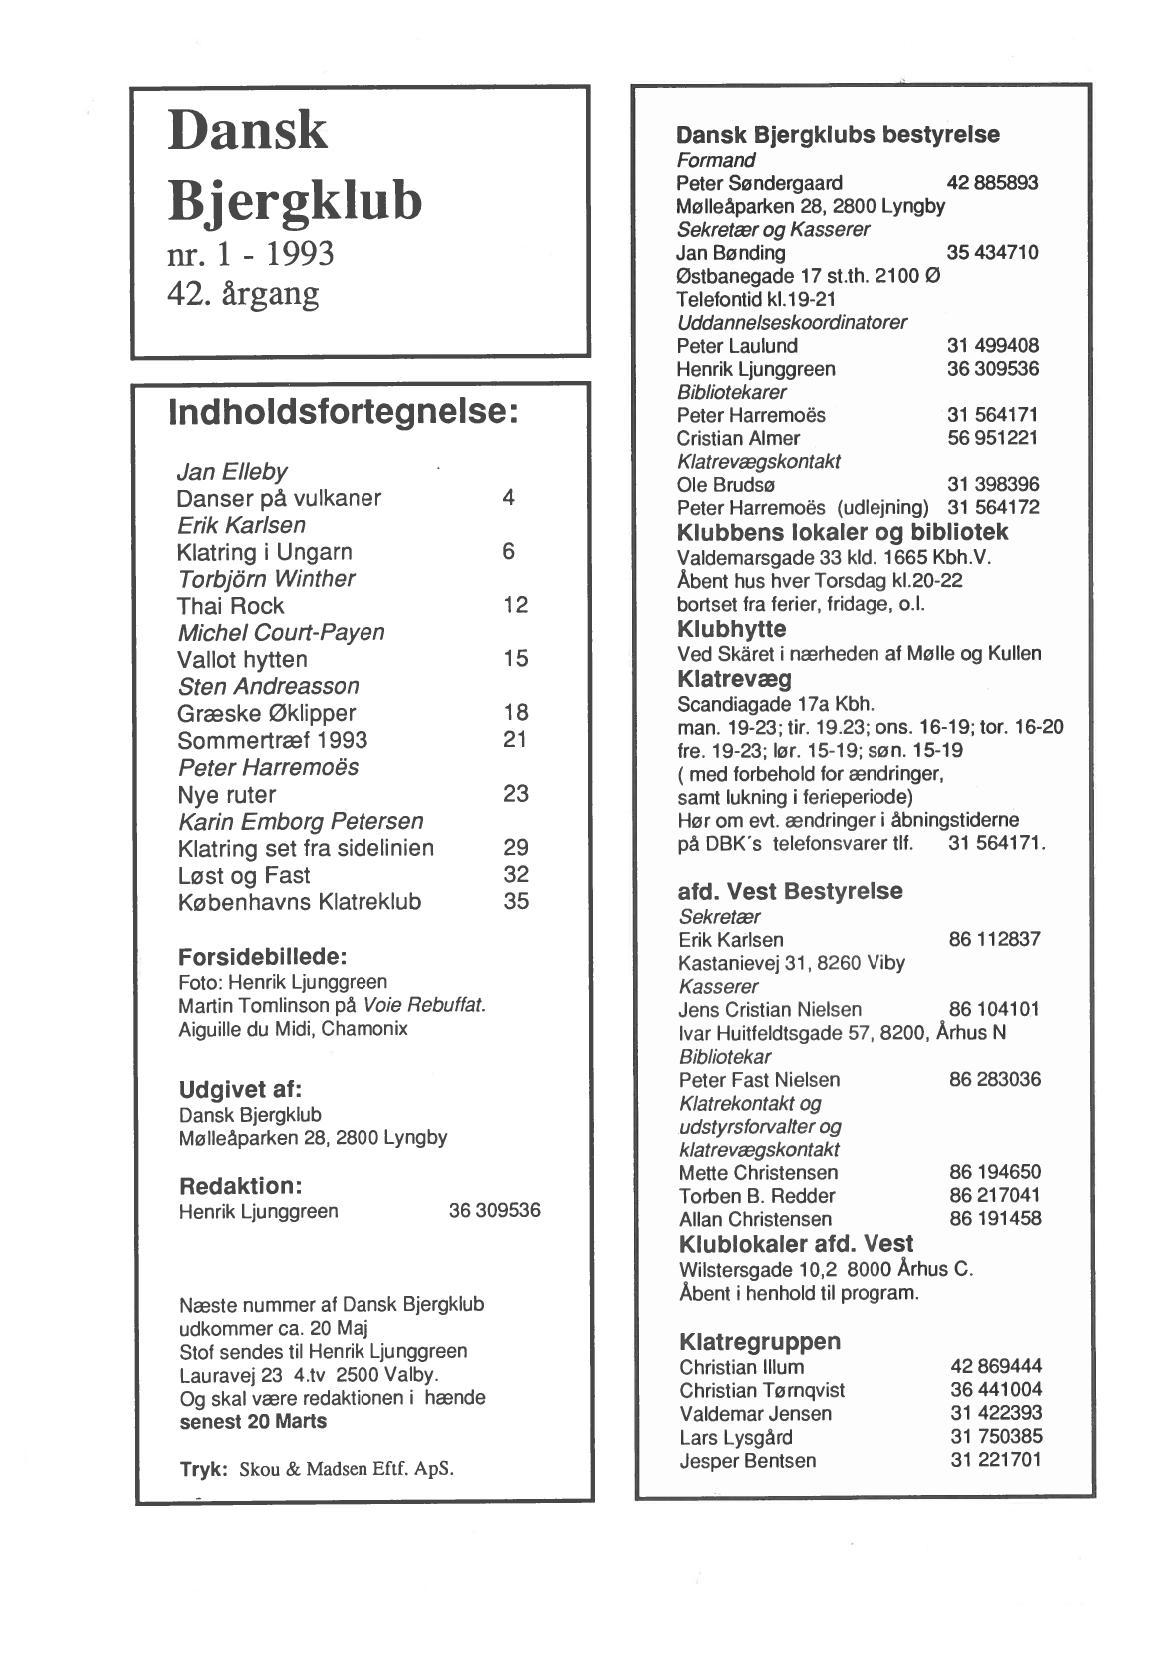 Dansk
Bjergklub
nr. 1 - 1993
42. årgang
Indholdsfortegnelse:
Jan Elleby
Danser på vulkaner 4
Erik Karlsen
Klatring i Ungarn 6
Torbjörn Winther
Thai Rock 12
Michel Court-Payen
Vallot hytten 15
Sten Andreasson
Græske Øklipper 18
Sommertræf 1993 21
Peter Harremoës
Nye ruter 23
Karin Emborg Petersen
Klatring set fra sidelinien 29
Løst og Fast 32
Københavns Klatreklub 35
Forsidebillede:
Foto: Henrik Ljunggreen
Martin Tomlinson på Voie Rebuffat.
Aiguille du Midi, Chamonix
Udgivet af:
Dansk Bjergklub
Mølleåparken 28, 2800 Lyngby
Redaktion:
Henrik Ljunggreen 36 309536
Næste nummer af Dansk Bjergklub
udkommer ca. 20 Maj
Stof sendes til Henrik Ljunggreen
Lauravej 23 4.tv 2500 Valby.
Og skal være redaktionen i hænde
senest 20 Marts
Tryk: Skou & Madsen Eftf. ApS.
Dansk Bjergklubs bestyrelse
Formand
Peter Søndergaard 42 885893
Mølleåparken 28, 2800 Lyngby
Sekretær og Kasserer
Jan Bønding 35 434710
Østbanegade 17 st.th. 2100 Ø
Telefontid kl.19-21
Uddannelseskoordinatorer
Peter Laulund 31 499408
Henrik Ljunggreen 36 309536
Bibliotekarer
Peter Harremoës 31 564171
Cristian Almer 56 951221
Klatrevægskontakt
Ole Brudsø 31 398396
Peter Harremoës (udlejning) 31 564172
Klubbens lokaler og bibliotek
Valdemarsgade 33 kld. 1665 Kbh.V.
Åbent hus hver Torsdag kl.20-22
bortset fra ferier, fridage, o.l.
Klubhytte
Ved Skäret i nærheden af Mølle og Kullen
Klatrevæg
Scandiagade 17a Kbh.
man. 19-23; tir. 19.23; ons. 16-19; tor. 16-20
fre. 19-23; lør. 15-19; søn. 15-19
( med forbehold for ændringer,
samt lukning i ferieperiode)
Hør om evt. ændringer i åbningstiderne
på DBK´s telefonsvarer tlf. 31 564171.
afd. Vest Bestyrelse
Sekretær
Erik Karlsen 86 112837
Kastanievej 31, 8260 Viby
Kasserer
Jens Cristian Nielsen 86 104101
Ivar Huitfeldtsgade 57, 8200, Århus N
Bibliotekar
Peter Fast Nielsen 86 283036
Klatrekontakt og
udstyrsforvalter og
klatrevægskontakt
Mette Christensen 86 194650
Torben B. Redder 86 217041
Allan Christensen 86 191458
Klublokaler afd. Vest
Wilstersgade 10,2 8000 Århus C.
Åbent i henhold til program.
Klatregruppen
Christian Illum 42 869444
Christian Tørnqvist 36 441004
Valdemar Jensen 31 422393
Lars Lysgård 31 750385
Jesper Bentsen 31 221701